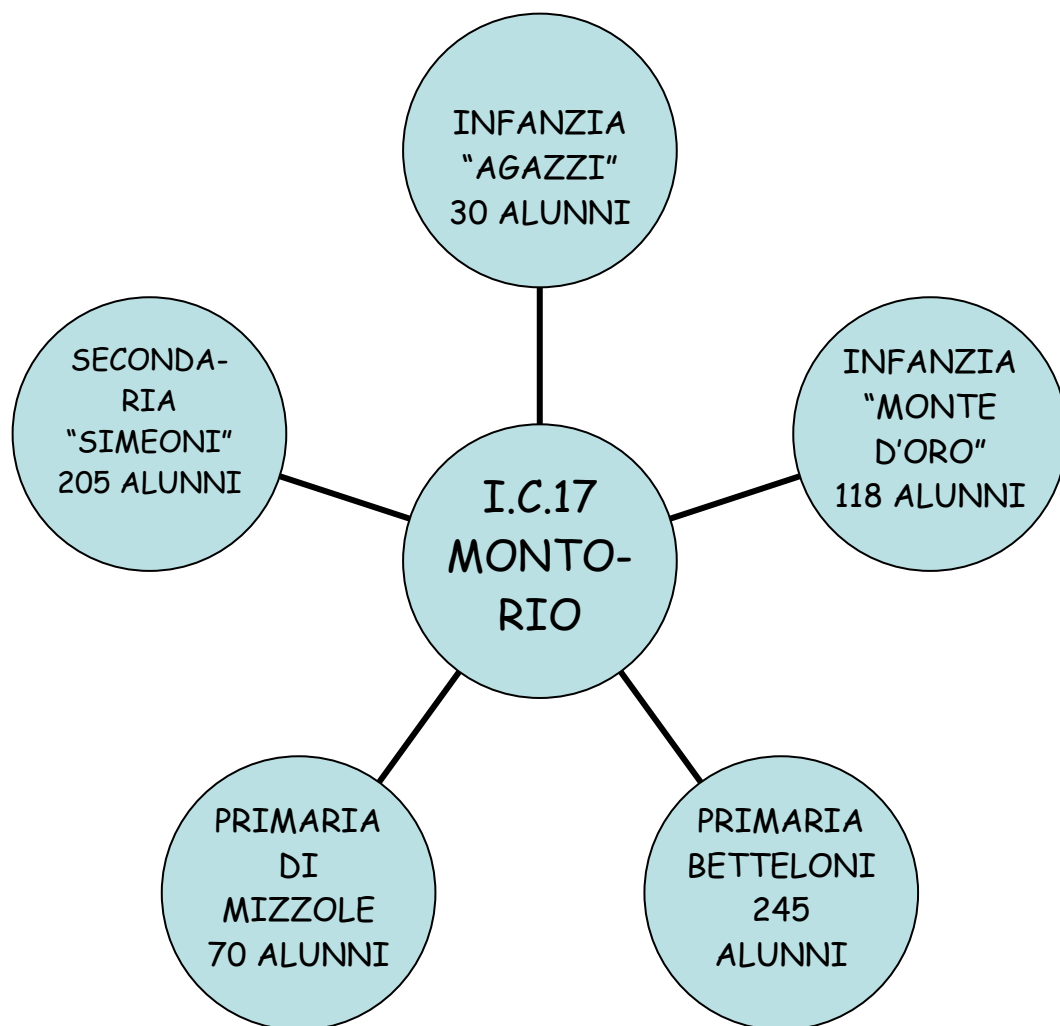 INFANZIA
“AGAZZI”
30 ALUNNI
SECONDA-
RIA
“SIMEONI”
205 ALUNNI
INFANZIA
“MONTE
D’ORO”
118 ALUNNI
I.C.17
MONTO-
RIO
PRIMARIA
DI
MIZZOLE
70 ALUNNI
PRIMARIA
BETTELONI
245
ALUNNI